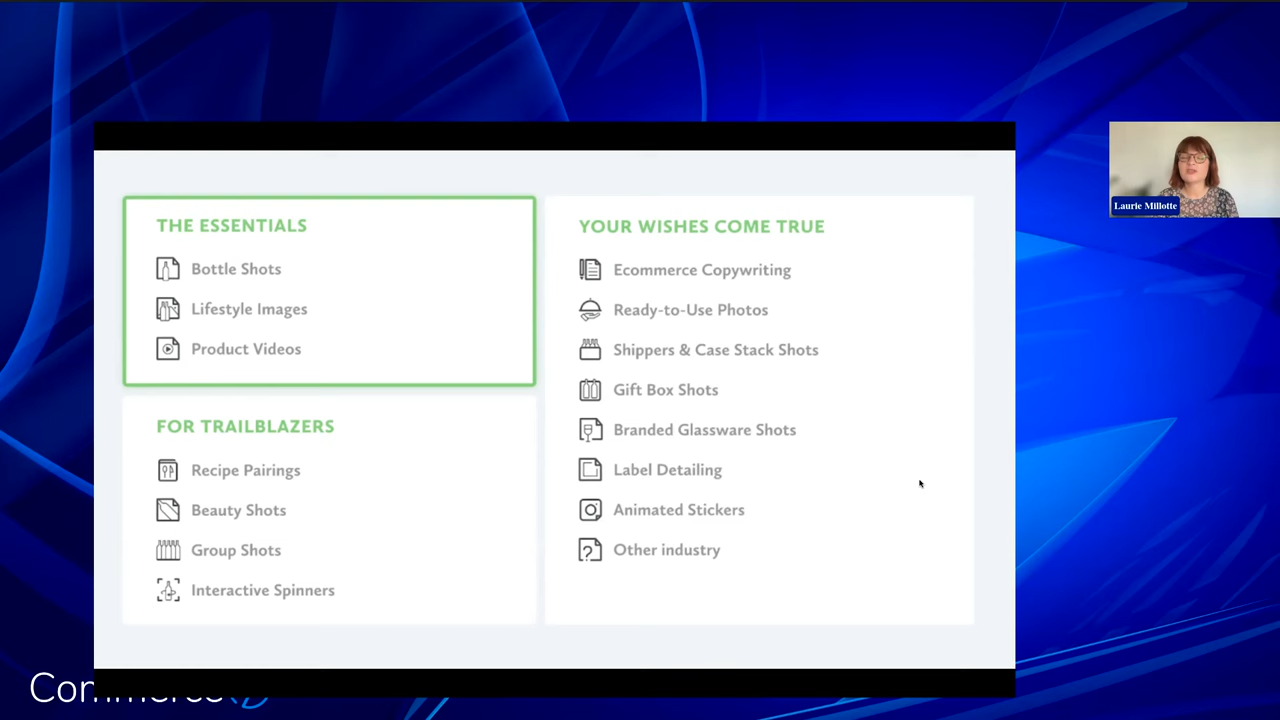 THE ESSENTIALS
Bottle Shots
Lifestyle Images
Product Videos
FOR TRAILBLAZERS
Recipe Pairings
Beauty Shots
Group Shots
Interactive Spinners
YOUR WISHES COME TRUE
Ecommerce Copywriting
Ready-to-Use Photos
Shippers & Case Stack Shots
Gift Box Shots
Branded Glassware Shots
Label Detailing
Animated Stickers
Other industry
Laurie Millotte